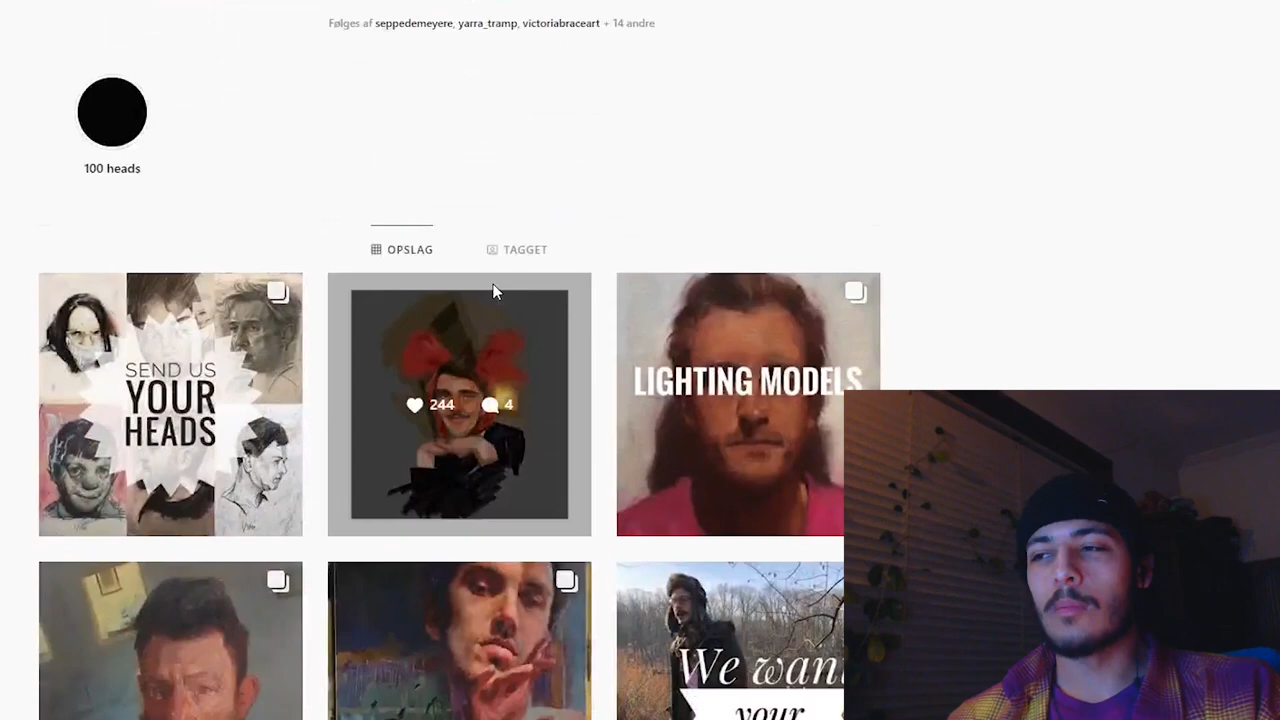 Følges af seppedemeyere, yarra_tramp, victoriabraceart + 14 andre
100 heads
OPSLAG
TAGGET
SEND US
YOUR
HEADS
244
4
LIGHTING MODELS
We want
your